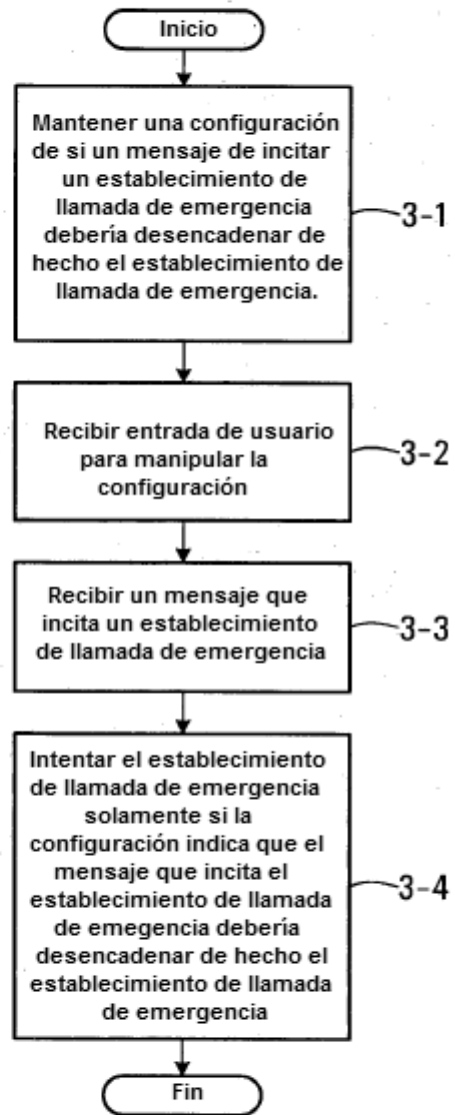 Inicio
Mantener una configuración
de si un mensaje de incitar
un establecimiento de
llamada de emergencia
debería desencadenar de
hecho el establecimiento de
llamada de emergencia.
3-1
Recibir entrada de usuario
para manipular la
configuración
3-2
Recibir un mensaje que
incita un establecimiento
de llamada de emergencia
3-3
Intentar el establecimiento
de llamada de emergencia
solamente si la
configuración indica que el
mensaje que incita el
establecimiento de llamada
de emegencia debería
desencadenar de hecho el
establecimiento de llamada
de emergencia
3-4
Fin